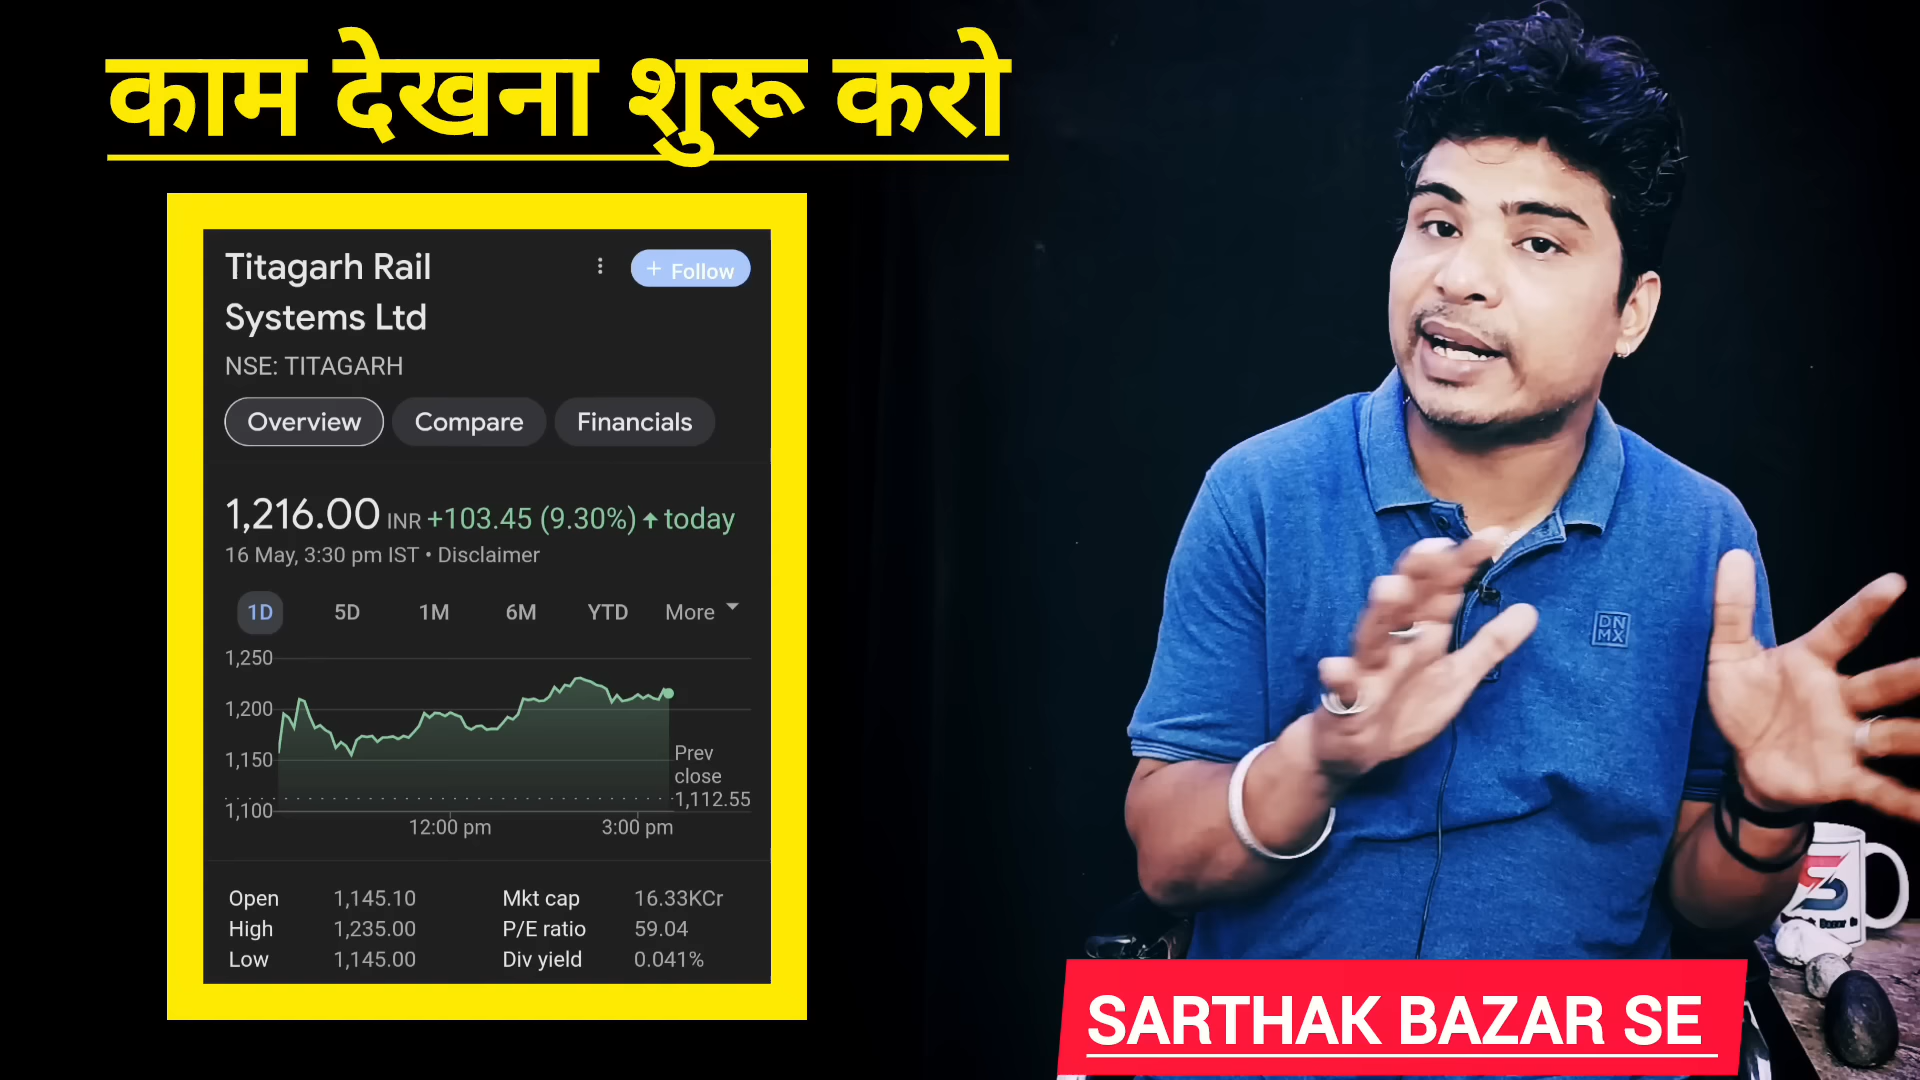 काम देखना शुरू करो
Titagarh Rail
Systems Ltd
+ Follow
NSE: TITAGARH
Overview Compare Financials
1,216.00 INR +103.45 (9.30%) ↑ today
16 May, 3:30 pm IST • Disclaimer
1D 5D 1M 6M YTD More
1,250
1,200
1,150
1,100
Prev
close
1,112.55
12:00 pm 3:00 pm
Open 1,145.10 Mkt cap 16.33KCr
High 1,235.00 P/E ratio 59.04
Low 1,145.00 Div yield 0.041%
DN
MX
SARTHAK BAZAR SE